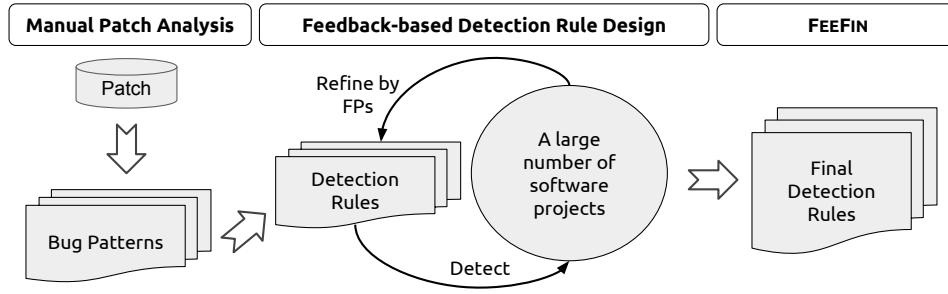 Manual Patch Analysis
Feedback-based Detection Rule Design
FEEFIN
Patch
Refine by
FPs
A large
number of
software
projects
Detection
Rules
Final
Detection
Rules
Bug Patterns
Detect